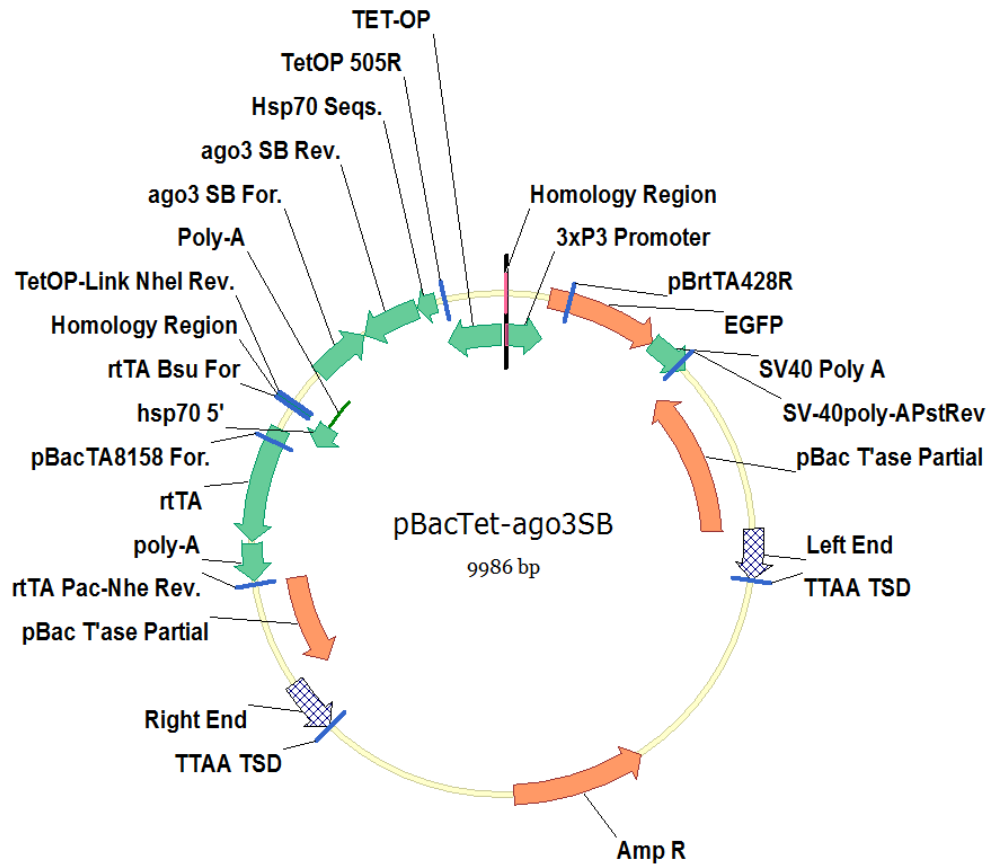 TET-OP
TetOP 505R
Hsp70 Seqs.
ago3 SB Rev.
ago3 SB For.
Poly-A
TetOP-Link NheI Rev.
Homology Region
rtTA Bsu For
hsp70 5'
pBacTA8158 For.
rtTA
poly-A
rtTA Pac-Nhe Rev.
pBac T'ase Partial
Right End
TTAA TSD
Homology Region
3xP3 Promoter
pBrtTA428R
EGFP
SV40 Poly A
SV-40poly-APstRev
pBac T'ase Partial
Left End
TTAA TSD
Amp R
pBacTet-ago3SB
9986 bp